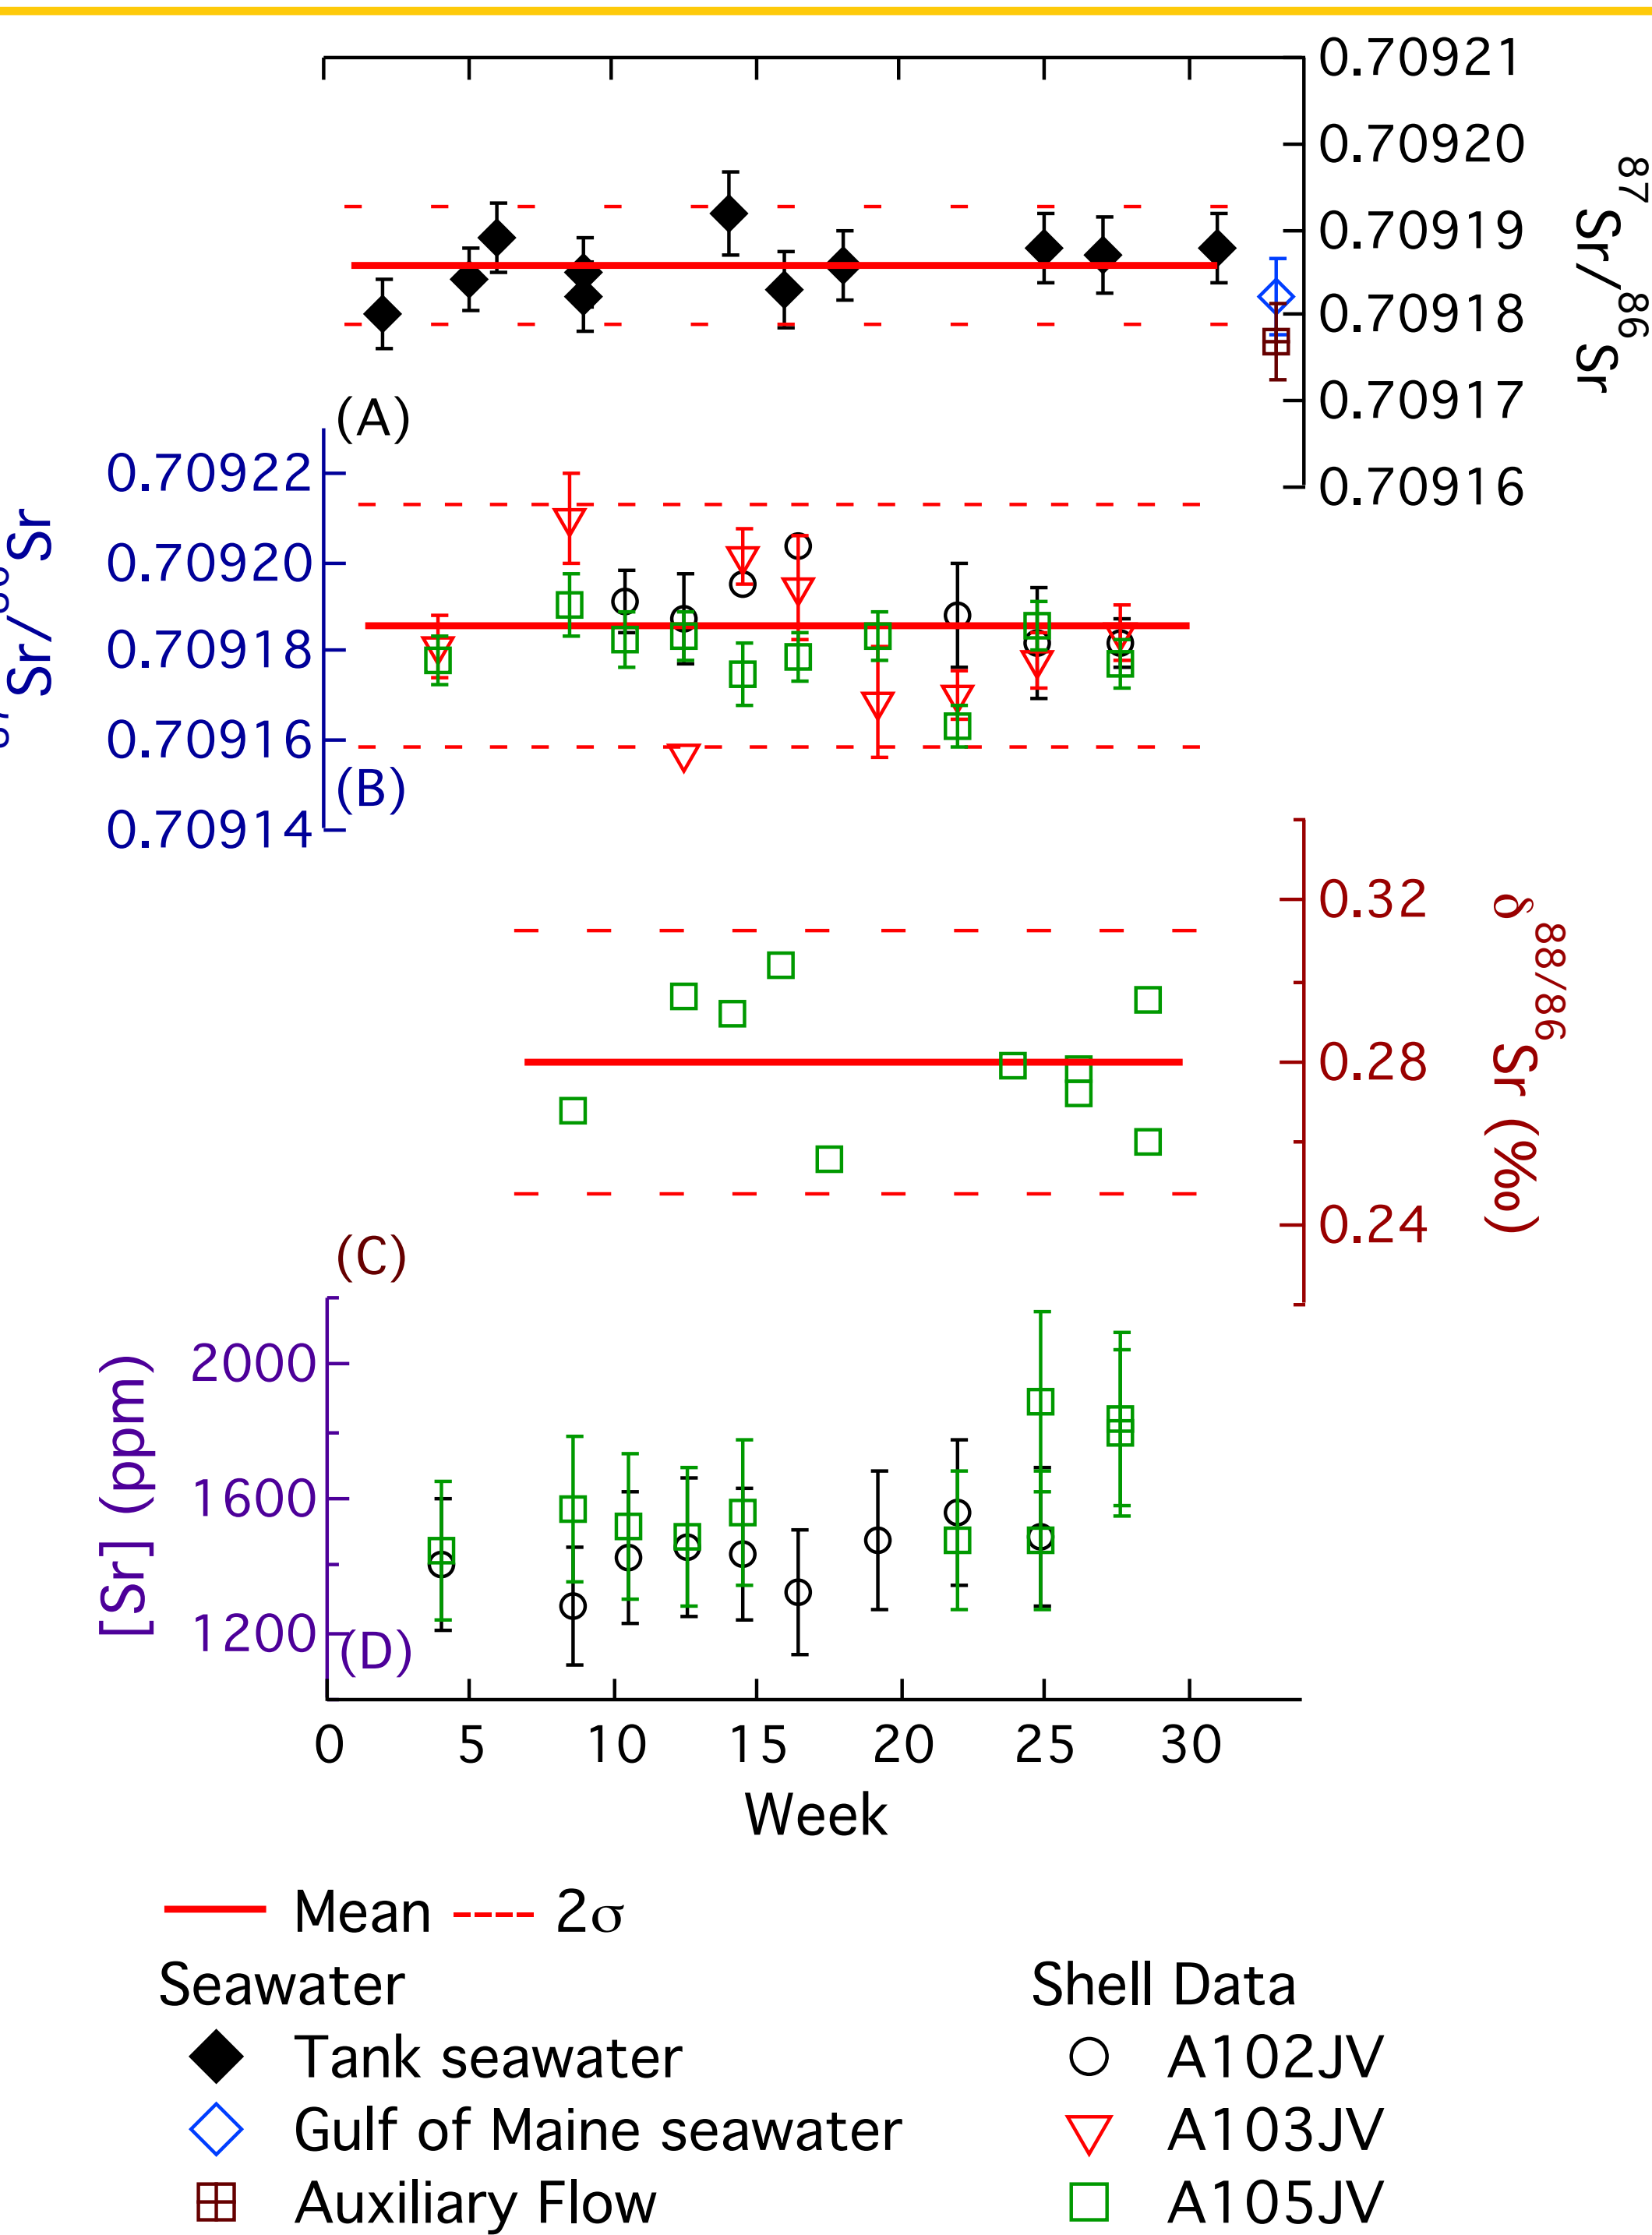 0.70921
0.70920
0.70919
0.70918
0.70917
0.70916
87Sr/86Sr
(A)
0.70922
0.70920
0.70918
0.70916
0.70914
Sr/ Sr
(B)
0.32
0.28
0.24
δ88/86Sr (‰)
(C)
2000
1600
1200
[Sr] (ppm)
(D)
0 5 10 15 20 25 30
Week
Mean 2σ
Seawater Shell Data
Tank seawater A102JV
Gulf of Maine seawater A103JV
Auxiliary Flow A105JV